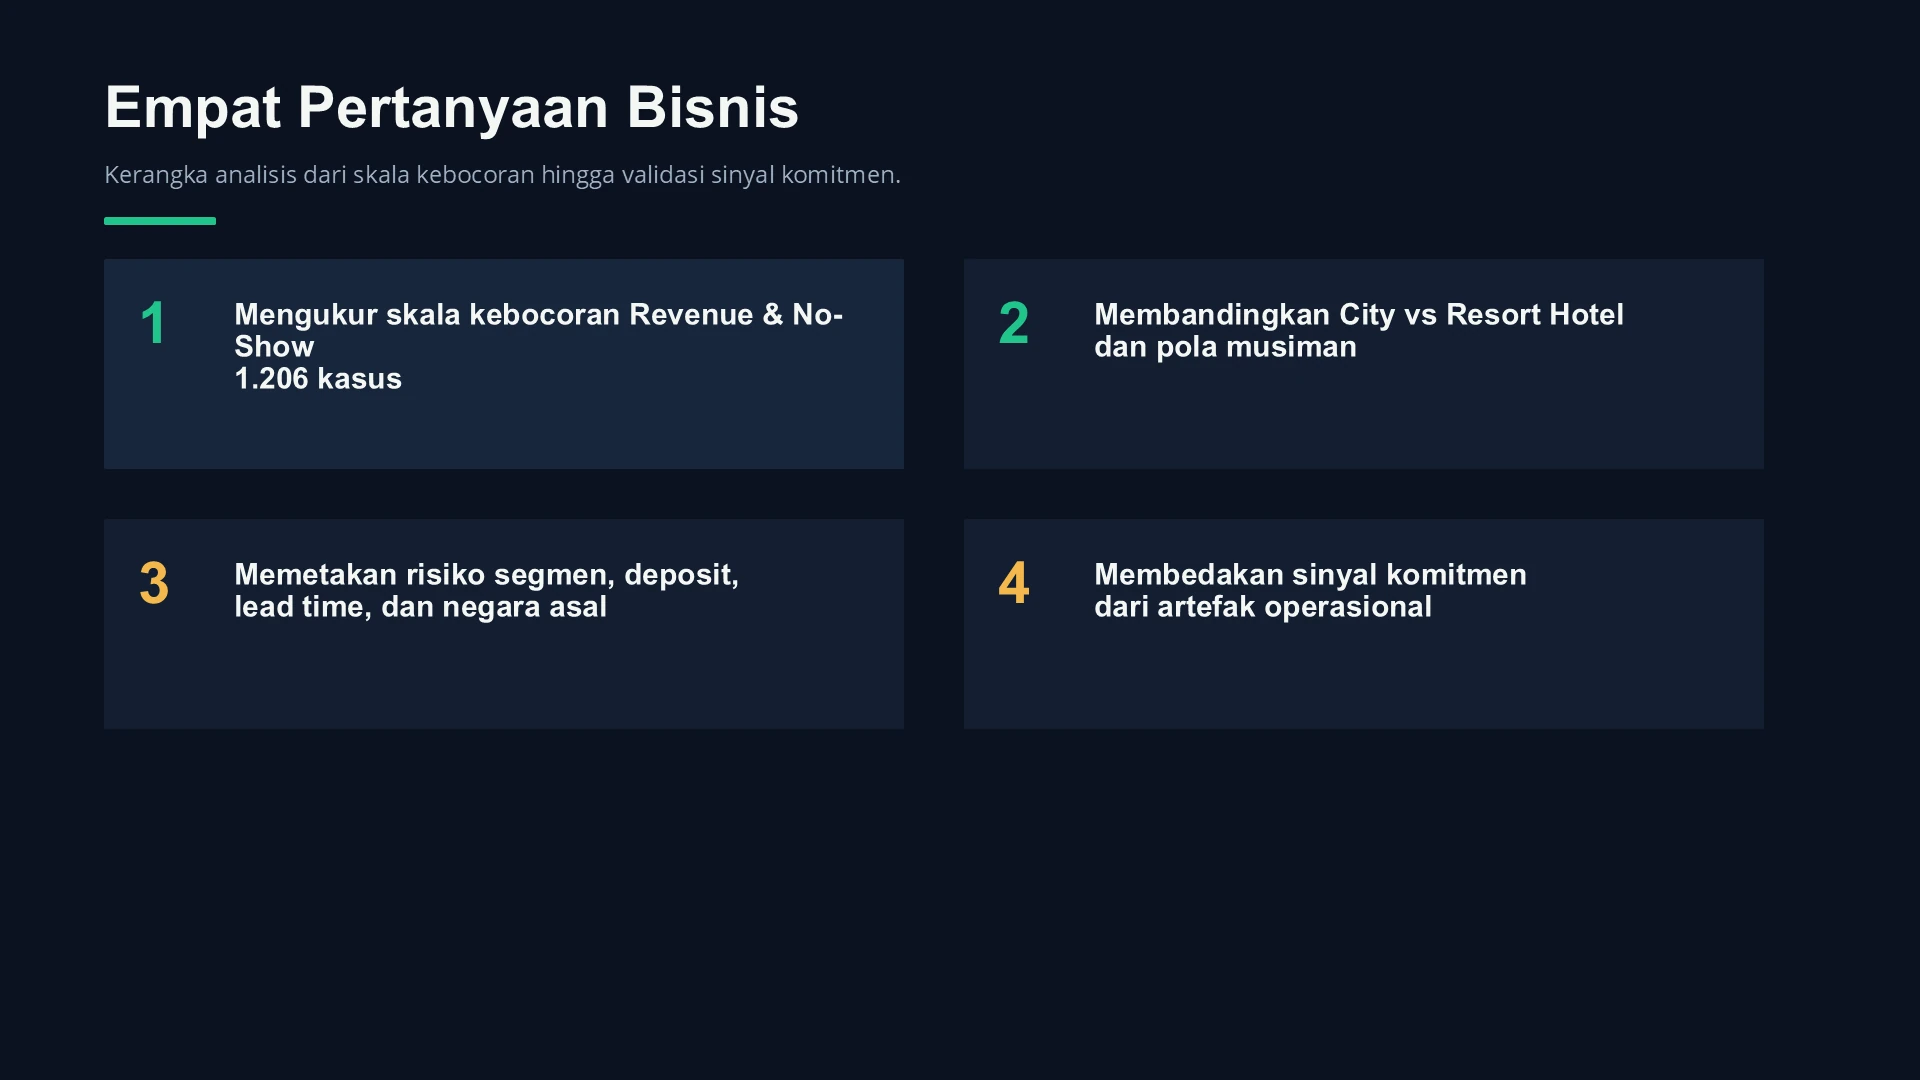 Empat Pertanyaan Bisnis
Kerangka analisis dari skala kebocoran hingga validasi sinyal komitmen.
1
Mengukur skala kebocoran Revenue & No-
Show
1.206 kasus
2
Membandingkan City vs Resort Hotel
dan pola musiman
3
Memetakan risiko segmen, deposit,
lead time, dan negara asal
4
Membedakan sinyal komitmen
dari artefak operasional